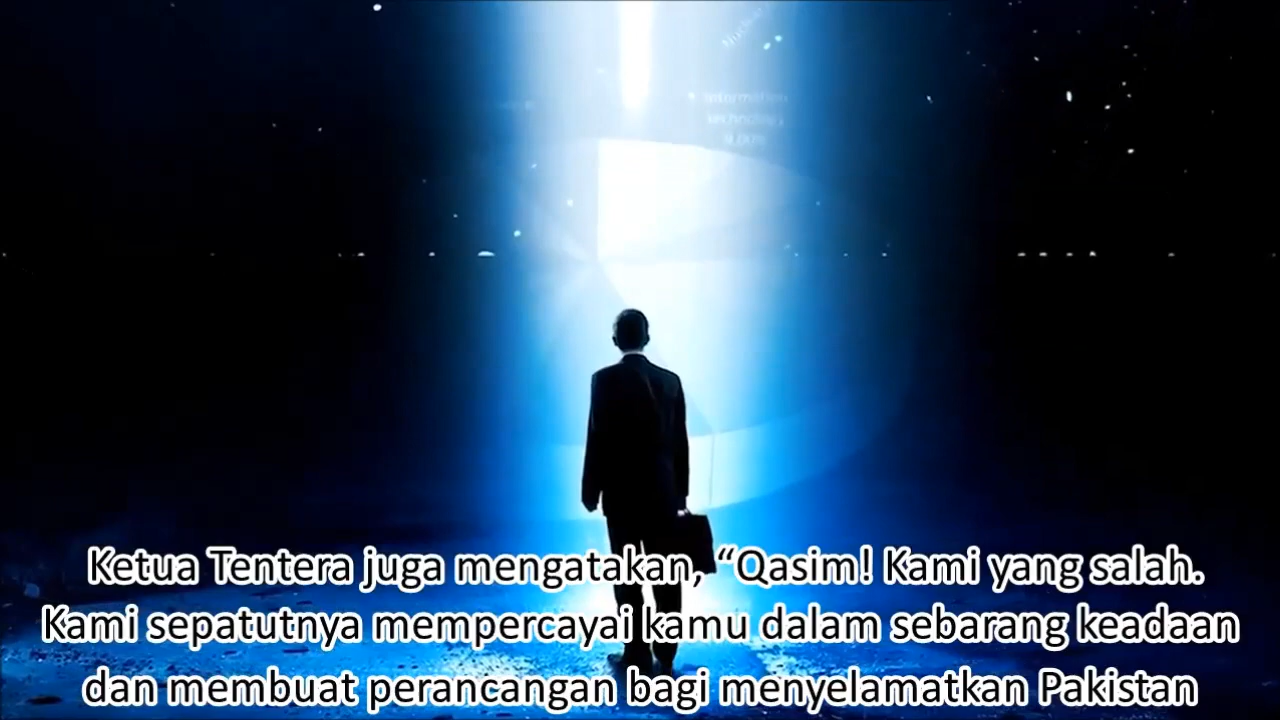 Information
Ketua Tentera juga mengatakan, “Qasim! Kami yang salah.
Kami sepatutnya mempercayai kamu dalam sebarang keadaan
dan membuat perancangan bagi menyelamatkan Pakistan